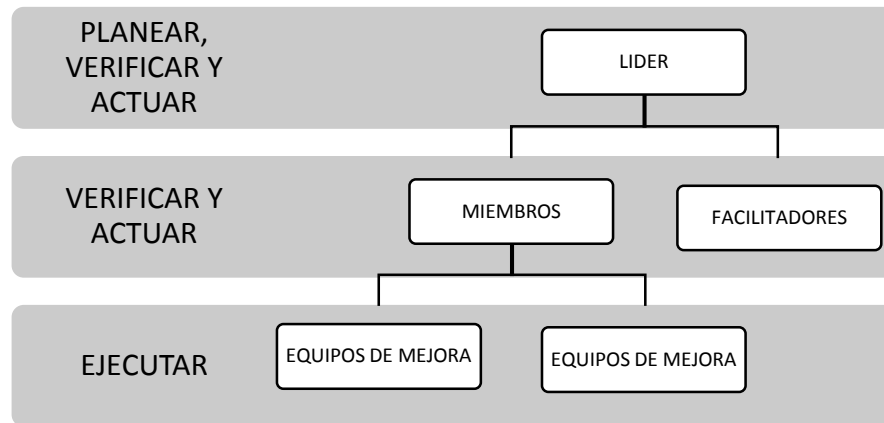 PLANEAR,
VERIFICAR Y
ACTUAR
LIDER
VERIFICAR Y
ACTUAR
MIEMBROS
FACILITADORES
EJECUTAR
EQUIPOS DE MEJORA
EQUIPOS DE MEJORA